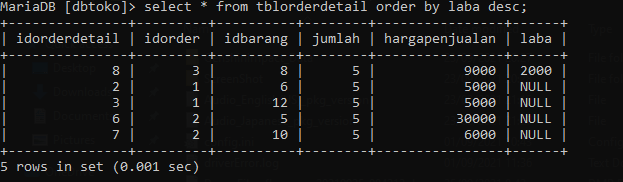 MariaDB [dbtoko]> select * from tblorderdetail order by laba desc;
+---------------+---------+----------+--------+----------------+------+
| idorderdetail | idorder | idbarang | jumlah | hargapenjualan | laba |
+---------------+---------+----------+--------+----------------+------+
|             8 |       3 |        8 |      5 |           9000 | 2000 |
|             2 |       1 |        6 |      5 |           5000 | NULL |
|             3 |       1 |       12 |      5 |           5000 | NULL |
|             6 |       2 |        5 |      5 |          30000 | NULL |
|             7 |       2 |       10 |      5 |           6000 | NULL |
+---------------+---------+----------+--------+----------------+------+
5 rows in set (0.001 sec)